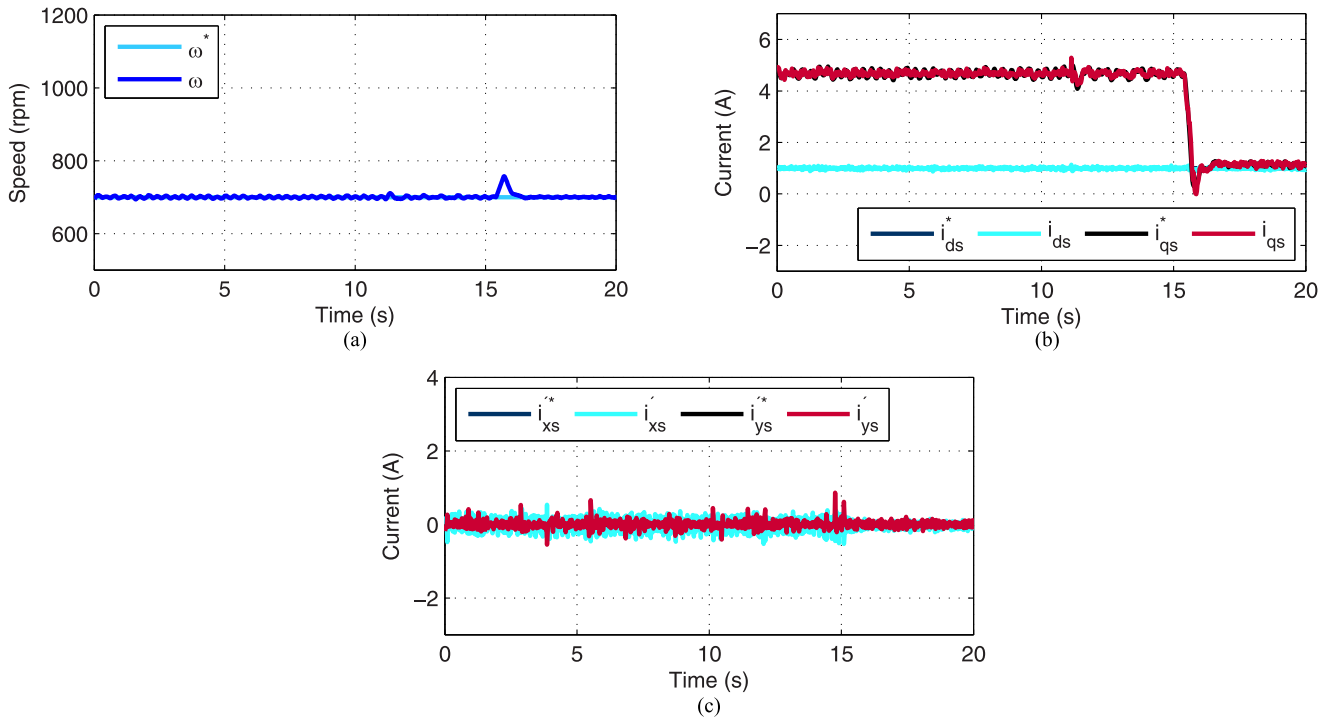 1200
1000
800
600
Speed (rpm)
ω*
ω
0 5 10 15 20
Time (s)
(a)
6
4
2
0
−2
Current (A)
i*ds ids i*qs iqs
0 5 10 15 20
Time (s)
(b)
4
2
0
−2
Current (A)
i´*xs i´xs i´*ys i´ys
0 5 10 15 20
Time (s)
(c)